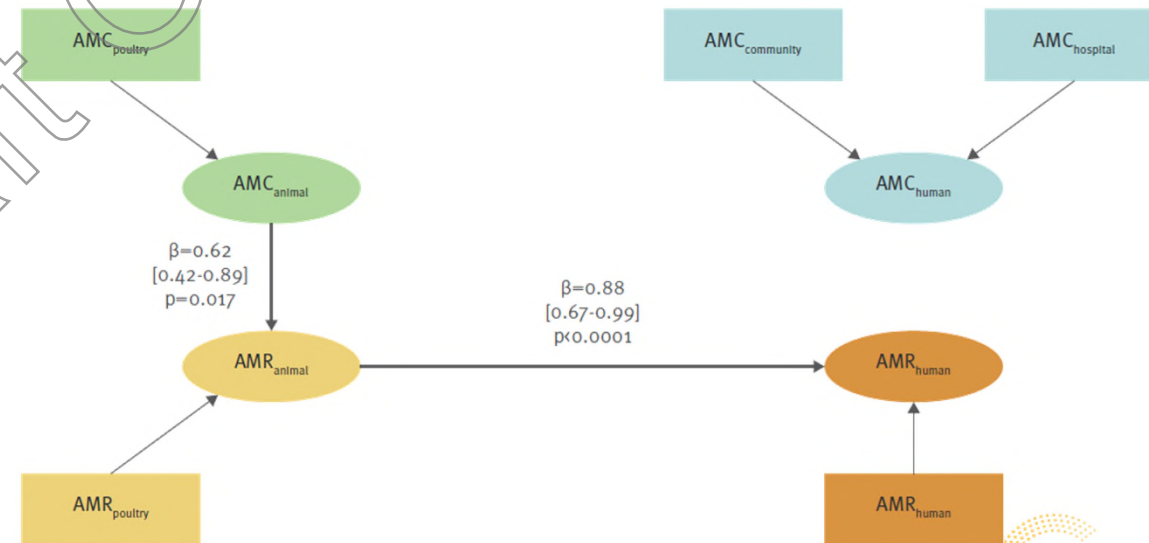 AMCpoultry
AMCcommunity
AMChospital
AMCanimal
AMChuman
β=0.62
[0.42-0.89]
p=0.017
β=0.88
[0.67-0.99]
p<0.0001
AMRanimal
AMRhuman
AMRpoultry
AMRhuman